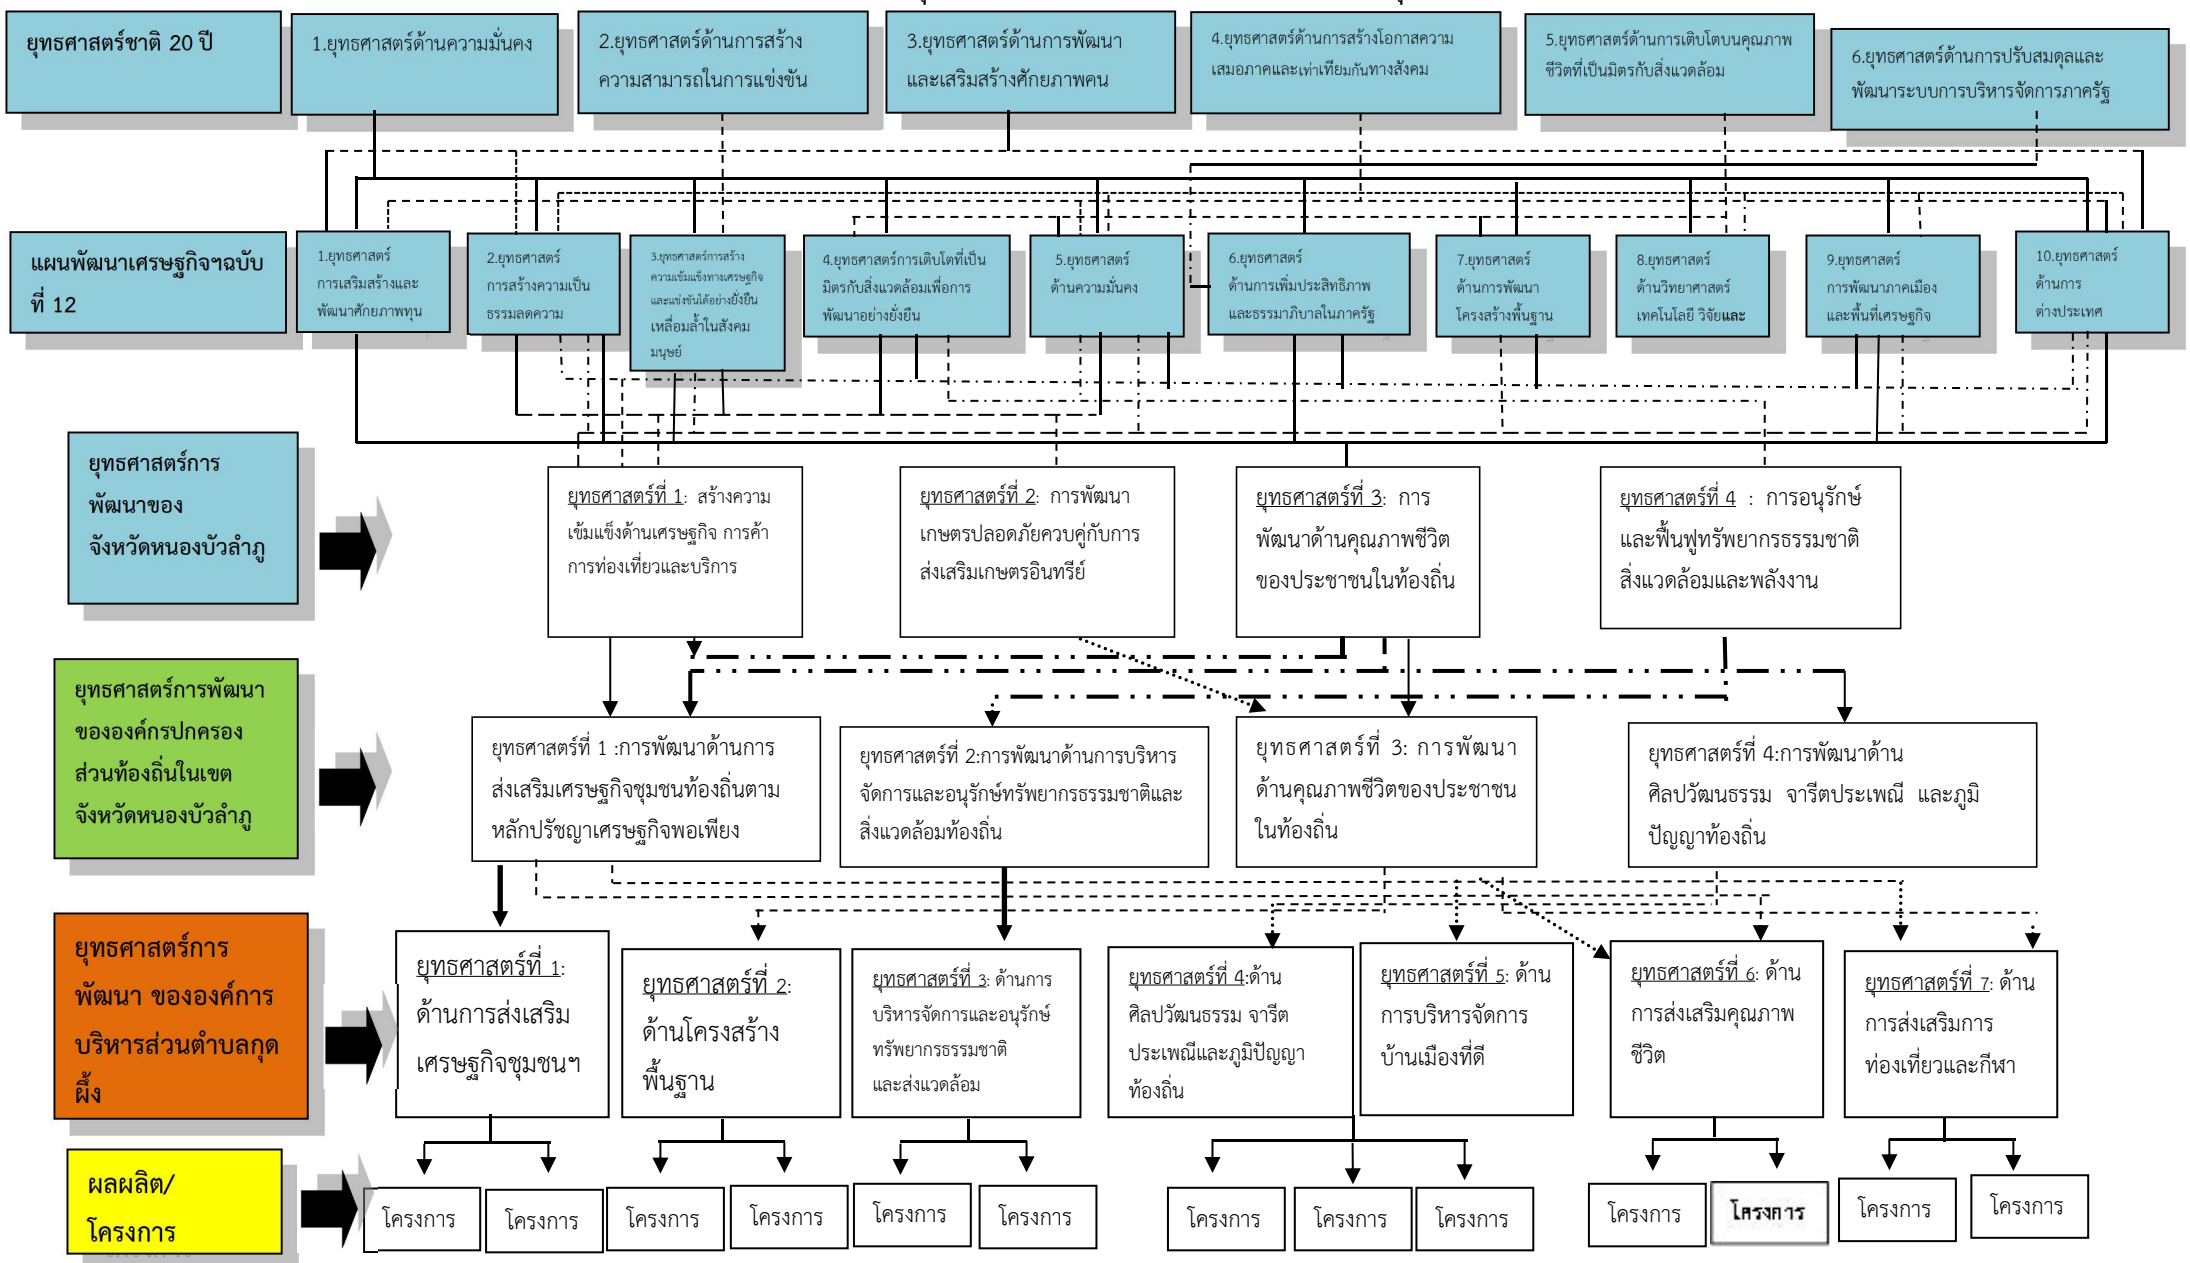 ยุทธศาสตร์ชาติ 20 ปี
1.ยุทธศาสตร์ด้านความมั่นคง
2.ยุทธศาสตร์ด้านการสร้าง
ความสามารถในการแข่งขัน
3.ยุทธศาสตร์ด้านการพัฒนา
และเสริมสร้างศักยภาพคน
4.ยุทธศาสตร์ด้านการสร้างโอกาสความ
เสมอภาคและเท่าเทียมกันทางสังคม
5.ยุทธศาสตร์ด้านการเติบโตบนคุณภาพ
ชีวิตที่เป็นมิตรกับสิ่งแวดล้อม
6.ยุทธศาสตร์ด้านการปรับสมดุลและ
พัฒนาระบบการบริหารจัดการภาครัฐ
แผนพัฒนาเศรษฐกิจฯฉบับ
ที่ 12
1.ยุทธศาสตร์
การเสริมสร้างและ
พัฒนาศักยภาพทุน
2.ยุทธศาสตร์
การสร้างความเป็น
ธรรมลดความ
3.ยุทธศาสตร์การสร้าง
ความเข้มแข็งทางเศรษฐกิจ
และแข่งขันได้อย่างยั่งยืน
เหลื่อมล้ำในสังคม
มนุษย์
4.ยุทธศาสตร์การเติบโตที่เป็น
มิตรกับสิ่งแวดล้อมเพื่อการ
พัฒนาอย่างยั่งยืน
5.ยุทธศาสตร์
ด้านความมั่นคง
6.ยุทธศาสตร์
ด้านการเพิ่มประสิทธิภาพ
และธรรมาภิบาลในภาครัฐ
7.ยุทธศาสตร์
ด้านการพัฒนา
โครงสร้างพื้นฐาน
8.ยุทธศาสตร์
ด้านวิทยาศาสตร์
เทคโนโลยี วิจัยและ
9.ยุทธศาสตร์
การพัฒนาภาคเมือง
และพื้นที่เศรษฐกิจ
10.ยุทธศาสตร์
ด้านการ
ต่างประเทศ
ยุทธศาสตร์การ
พัฒนาของ
จังหวัดหนองบัวลำภู
ยุทธศาสตร์ที่ 1: สร้างความ
เข้มแข็งด้านเศรษฐกิจ การค้า
การท่องเที่ยวและบริการ
ยุทธศาสตร์ที่ 2: การพัฒนา
เกษตรปลอดภัยควบคู่กับการ
ส่งเสริมเกษตรอินทรีย์
ยุทธศาสตร์ที่ 3: การ
พัฒนาด้านคุณภาพชีวิต
ของประชาชนในท้องถิ่น
ยุทธศาสตร์ที่ 4 : การอนุรักษ์
และฟื้นฟูทรัพยากรธรรมชาติ
สิ่งแวดล้อมและพลังงาน
ยุทธศาสตร์การพัฒนา
ขององค์กรปกครอง
ส่วนท้องถิ่นในเขต
จังหวัดหนองบัวลำภู
ยุทธศาสตร์ที่ 1 :การพัฒนาด้านการ
ส่งเสริมเศรษฐกิจชุมชนท้องถิ่นตาม
หลักปรัชญาเศรษฐกิจพอเพียง
ยุทธศาสตร์ที่ 2:การพัฒนาด้านการบริหาร
จัดการและอนุรักษ์ทรัพยากรธรรมชาติและ
สิ่งแวดล้อมท้องถิ่น
ยุทธศาสตร์ที่ 3: การพัฒนา
ด้านคุณภาพชีวิตของประชาชน
ในท้องถิ่น
ยุทธศาสตร์ที่ 4:การพัฒนาด้าน
ศิลปวัฒนธรรม จารีตประเพณี และภูมิ
ปัญญาท้องถิ่น
ยุทธศาสตร์การ
พัฒนา ขององค์การ
บริหารส่วนตำบลกุด
ผึ้ง
ยุทธศาสตร์ที่ 1:
ด้านการส่งเสริม
เศรษฐกิจชุมชนฯ
ยุทธศาสตร์ที่ 2:
ด้านโครงสร้าง
พื้นฐาน
ยุทธศาสตร์ที่ 3: ด้านการ
บริหารจัดการและอนุรักษ์
ทรัพยากรธรรมชาติ
และส่งแวดล้อม
ยุทธศาสตร์ที่ 4:ด้าน
ศิลปวัฒนธรรม จารีต
ประเพณีและภูมิปัญญา
ท้องถิ่น
ยุทธศาสตร์ที่ 5: ด้าน
การบริหารจัดการ
บ้านเมืองที่ดี
ยุทธศาสตร์ที่ 6: ด้าน
การส่งเสริมคุณภาพ
ชีวิต
ยุทธศาสตร์ที่ 7: ด้าน
การส่งเสริมการ
ท่องเที่ยวและกีฬา
ผลผลิต/
โครงการ
โครงการ
โครงการ
โครงการ
โครงการ
โครงการ
โครงการ
โครงการ
โครงการ
โครงการ
โครงการ
โครงการ
โครงการ
โครงการ